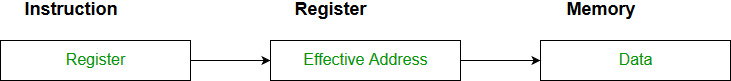 Instruction Register Memory
Register Effective Address Data